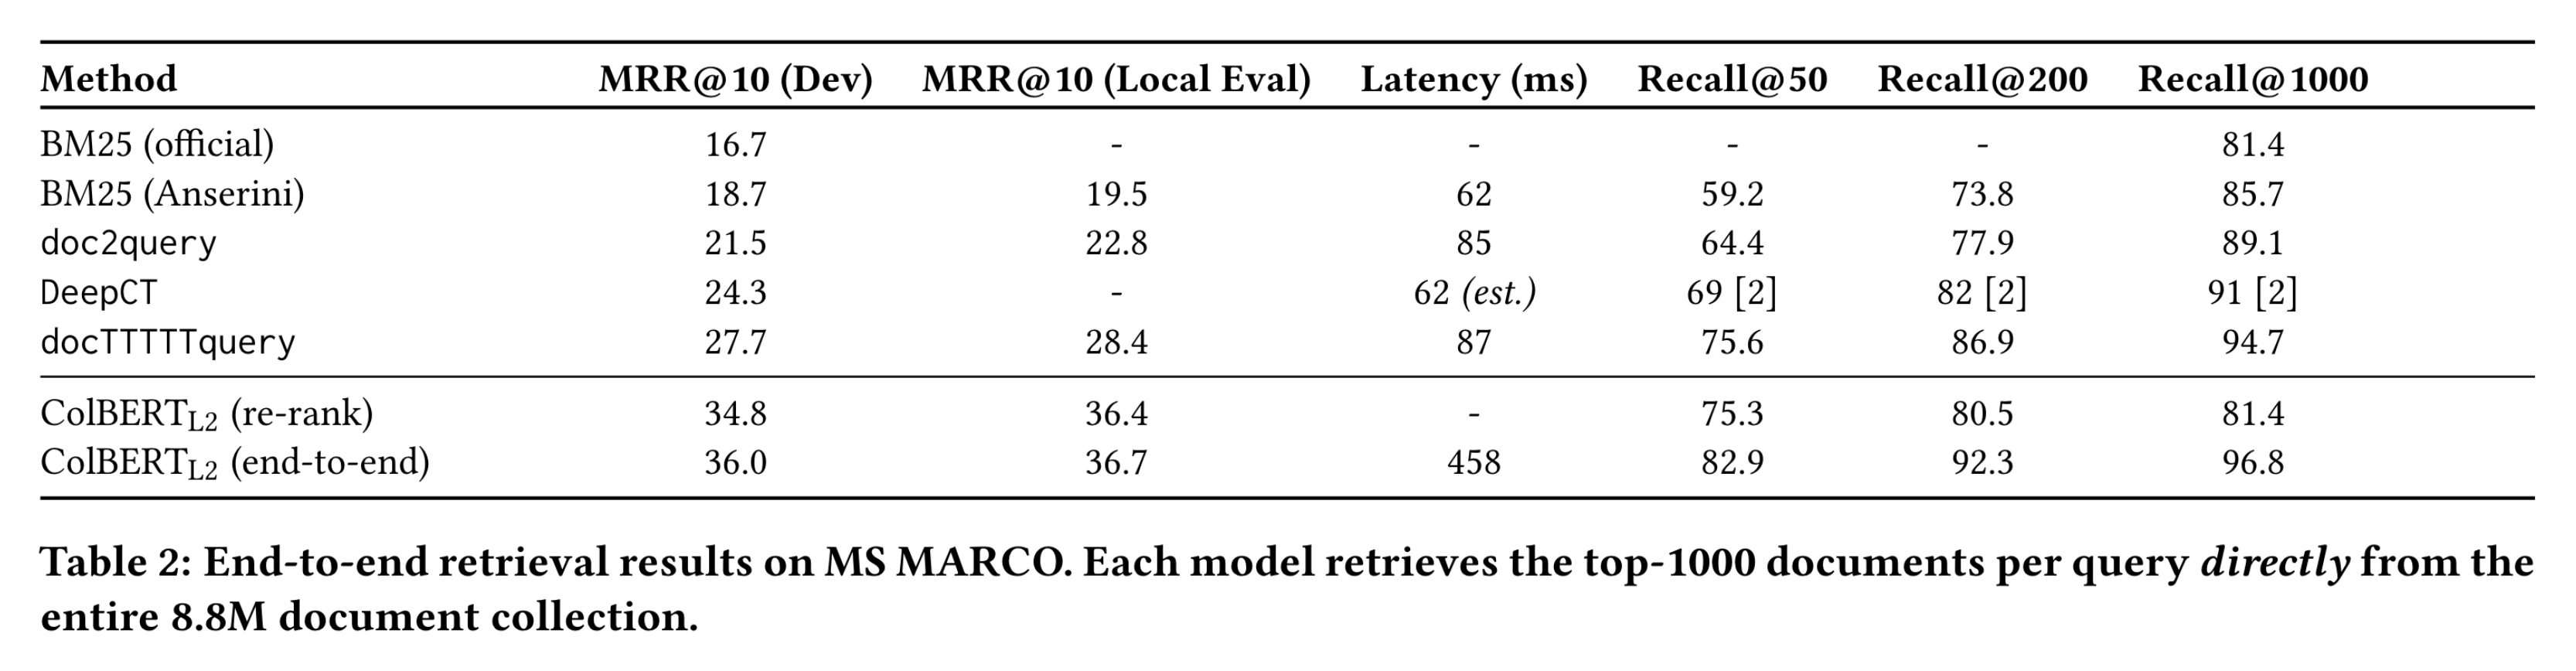 Method MRR@10 (Dev) MRR@10 (Local Eval) Latency (ms) Recall@50 Recall@200 Recall@1000
BM25 (official) 16.7 - - - - 81.4
BM25 (Anserini) 18.7 19.5 62 59.2 73.8 85.7
doc2query 21.5 22.8 85 64.4 77.9 89.1
DeepCT 24.3 - 62 (est.) 69 [2] 82 [2] 91 [2]
docTTTTTquery 27.7 28.4 87 75.6 86.9 94.7
ColBERTL2 (re-rank) 34.8 36.4 - 75.3 80.5 81.4
ColBERTL2 (end-to-end) 36.0 36.7 458 82.9 92.3 96.8
Table 2: End-to-end retrieval results on MS MARCO. Each model retrieves the top-1000 documents per query directly from the
entire 8.8M document collection.